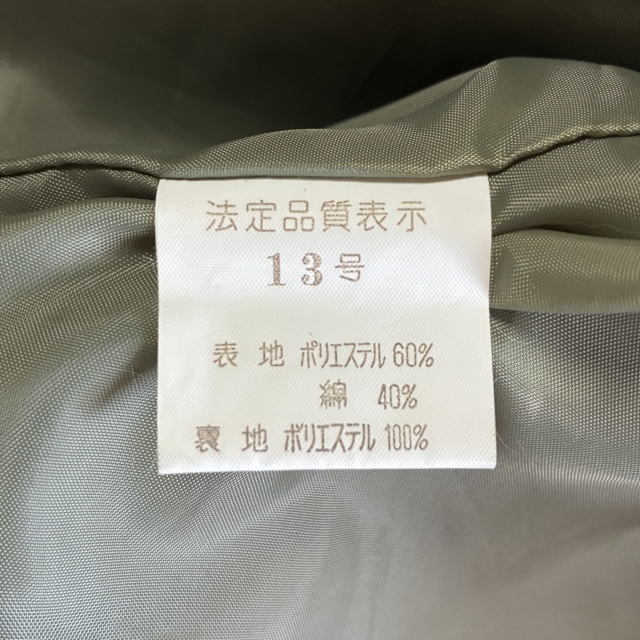 法定品質表示
13号
表地 ポリエステル 60%
綿 40%
裏地 ポリエステル 100%